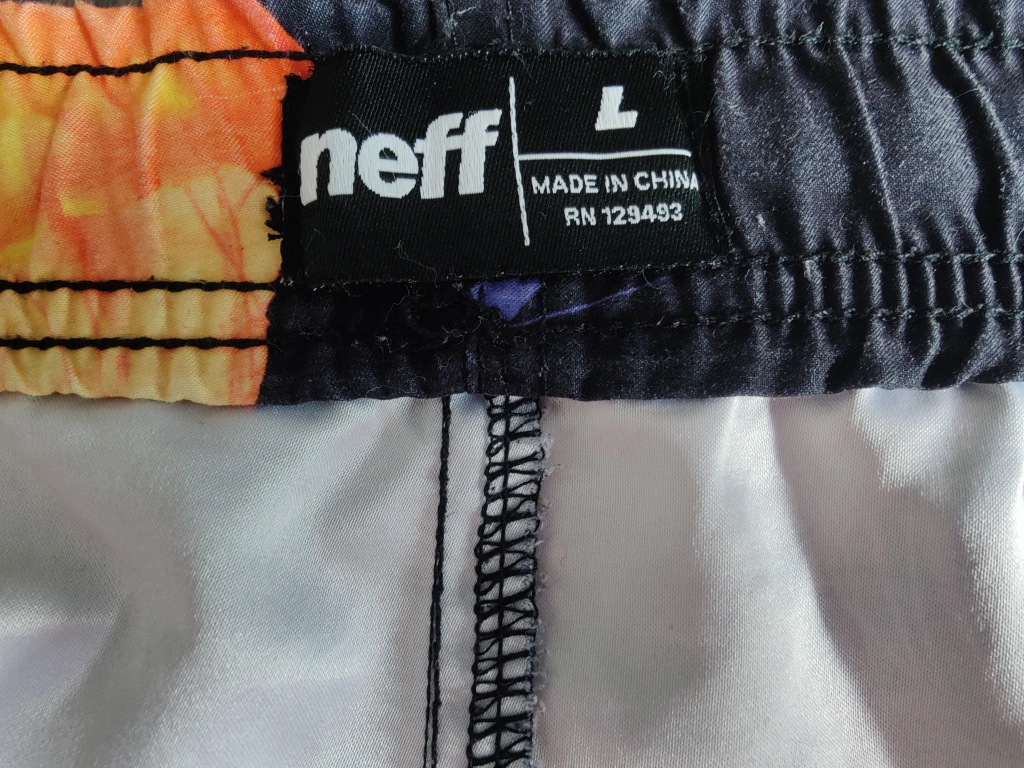 neff
L
MADE IN CHINA
RN 129493